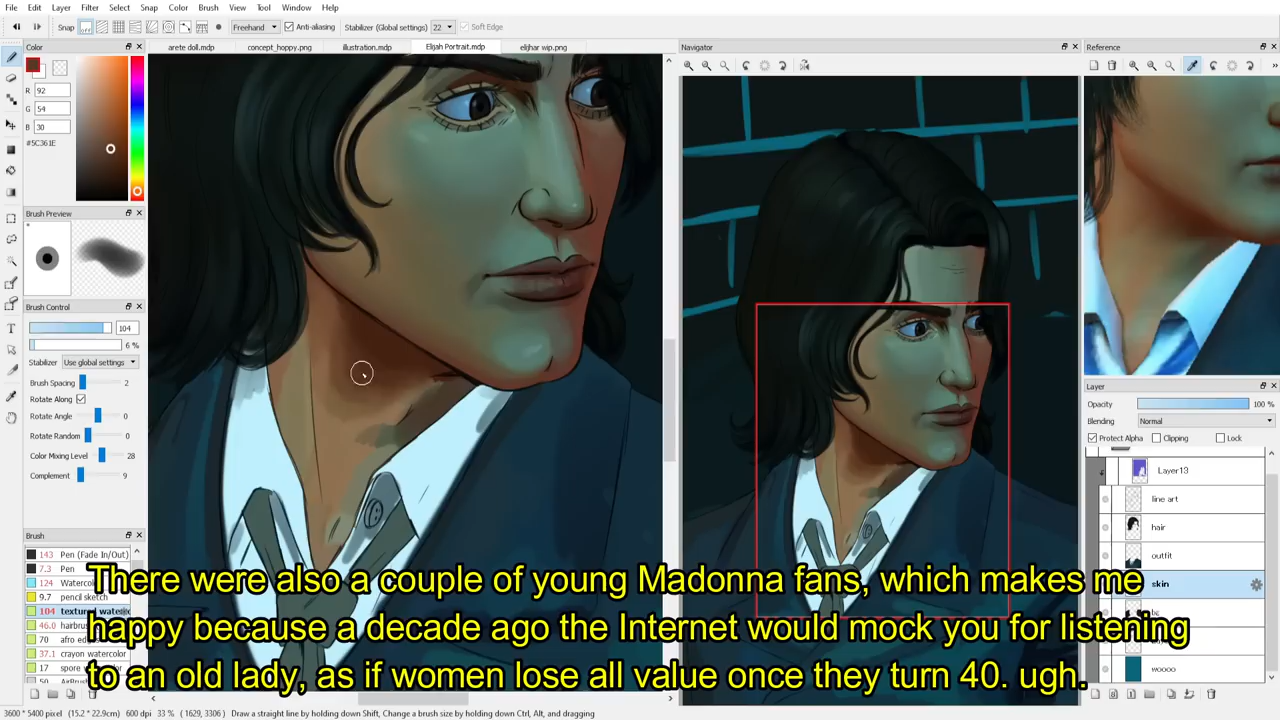 File Edit Layer Filter Select Snap Color Brush View Tool Window Help
Snap off Freehand Anti-aliasing Stabilizer (Global settings) 22 Soft Edge
Color
arete doll.mdp concept_hoppy.png illustration.mdp Elijah Portrait.mdp elijhar wip.png
Navigator
Reference
R 92
G 54
B 30
#5C361E
Brush Preview
Brush Control
104
6 %
Stabilizer Use global settings
Brush Spacing 2
Rotate Along
Rotate Angle 0
Rotate Random 0
Color Mixing Level 28
Complement 9
Brush
143 Pen (Fade In/Out)
7.3 Pen
124 Watercolor
9.7 pencil sketch
104 textured waterc
46.0 hairbrus
70 afro ed
37.1 crayon watercolor
17 spore wa
50 AirBrus
Layer
Opacity 100 %
Blending Normal
Protect Alpha Clipping Lock
Layer13
line art
hair
outfit
skin
woooo
There were also a couple of young Madonna fans, which makes me
happy because a decade ago the Internet would mock you for listening
to an old lady, as if women lose all value once they turn 40. ugh.
3600 * 5400 pixel (15.2 * 22.9cm) 600 dpi 33 % ( 1629, 3306 ) Draw a straight line by holding down Shift, Change a brush size by holding down Ctrl, Alt, and dragging